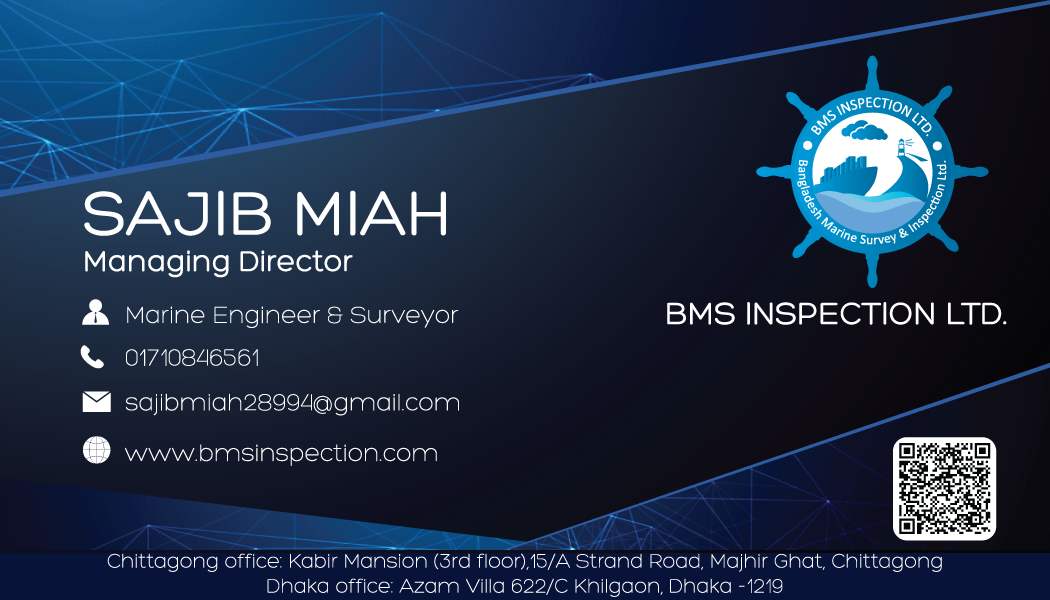 BMS INSPECTION LTD.
Bangladesh Marine Survey & Inspection Ltd.
BMS INSPECTION LTD.
SAJIB MIAH
Managing Director
Marine Engineer & Surveyor
01710846561
sajibmiah28994@gmail.com
www.bmsinspection.com
Chittagong office: Kabir Mansion (3rd floor),15/A Strand Road, Majhir Ghat, Chittagong
Dhaka office: Azam Villa 622/C Khilgaon, Dhaka -1219